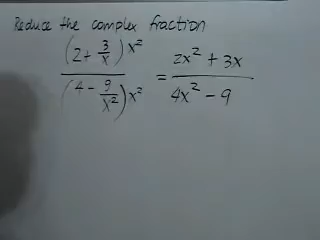 Reduce the complex fraction
(2 + 3/x) x² / (4 - 9/x²) x² = 2x² + 3x / 4x² - 9